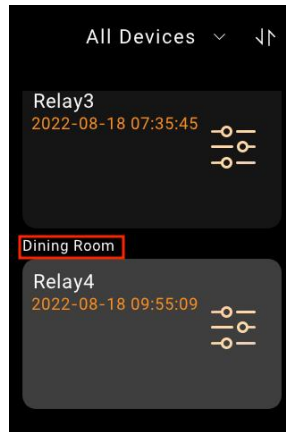 All Devices
Relay3
2022-08-18 07:35:45
Dining Room
Relay4
2022-08-18 09:55:09